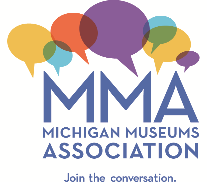 MMA
MICHIGAN MUSEUMS
ASSOCIATION
Join the conversation.